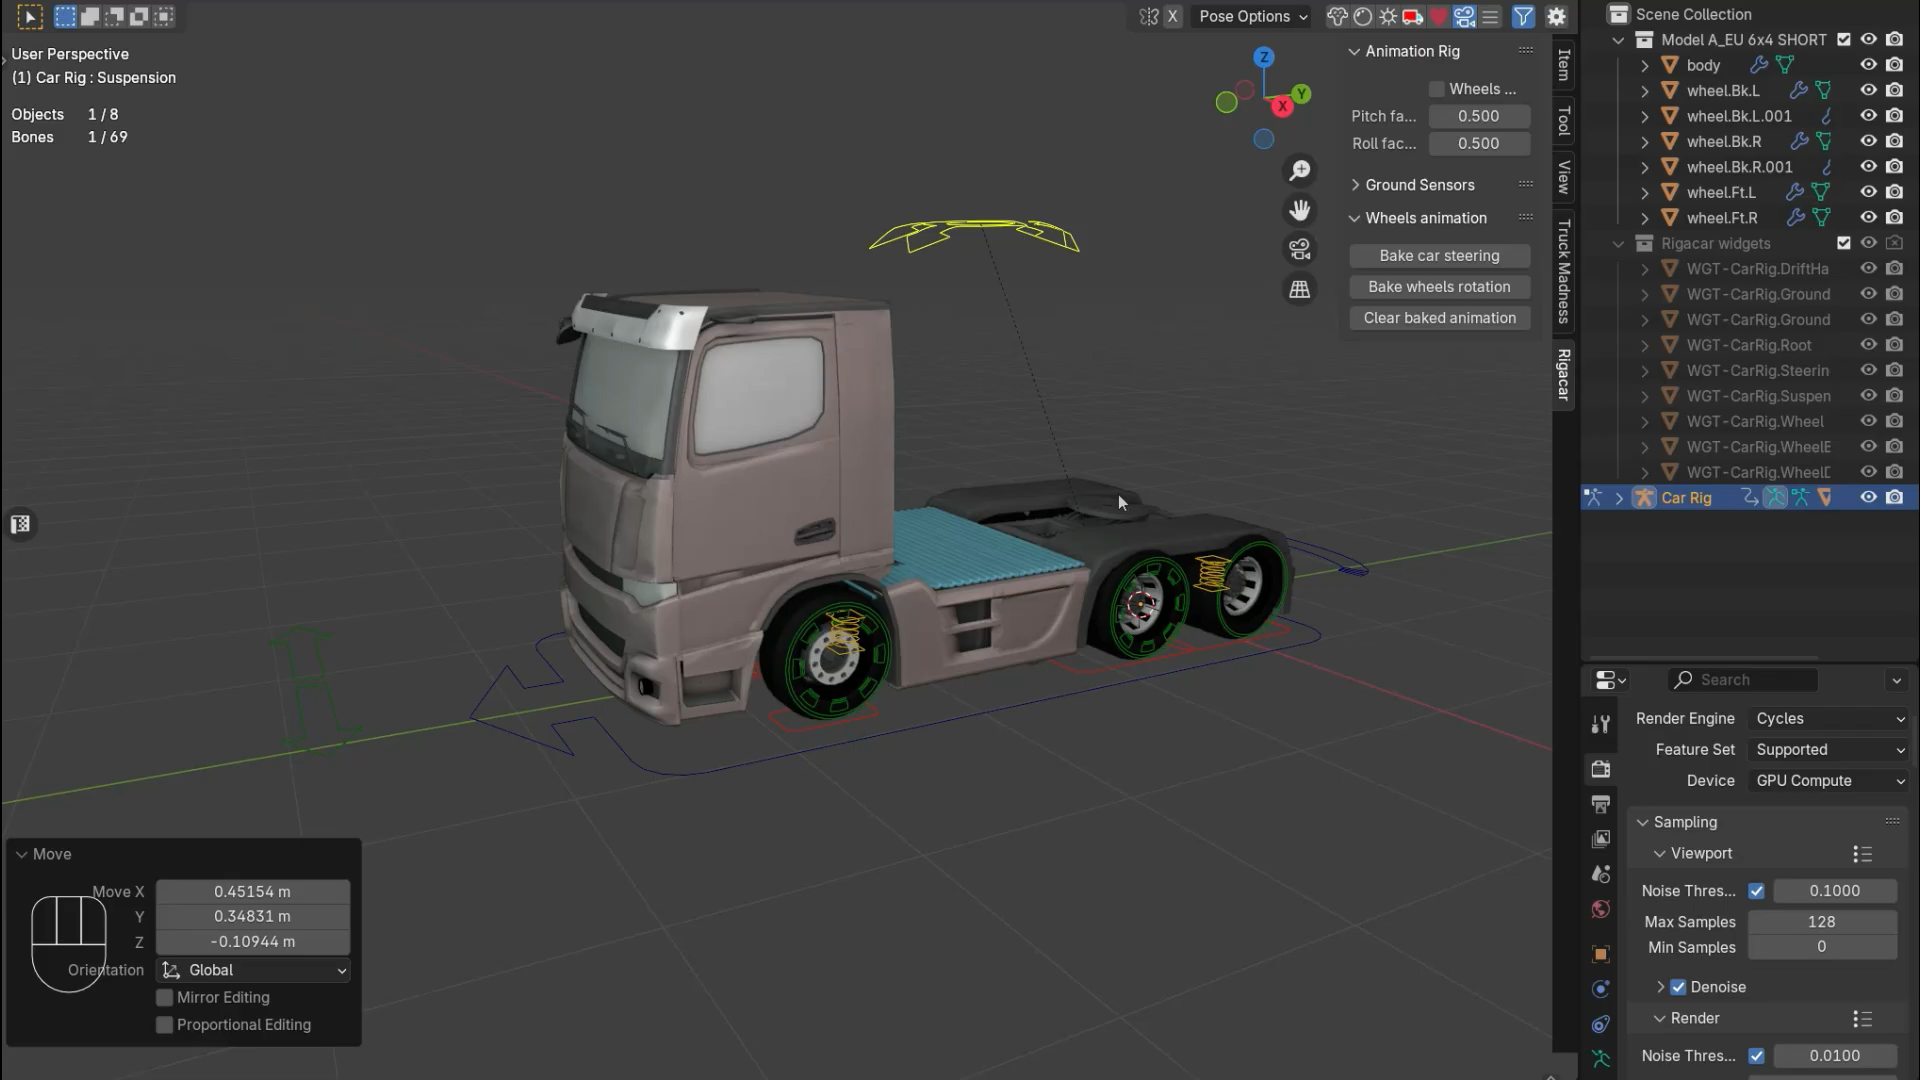 X
Pose Options
User Perspective
(1) Car Rig : Suspension
Objects 1 / 8
Bones 1 / 69
Z
Y
X
Animation Rig
Wheels ...
Pitch fa... 0.500
Roll fac... 0.500
Ground Sensors
Wheels animation
Bake car steering
Bake wheels rotation
Clear baked animation
Item
Tool
View
Truck Madness
Rigacar
Scene Collection
Model A_EU 6x4 SHORT
body
wheel.Bk.L
wheel.Bk.L.001
wheel.Bk.R
wheel.Bk.R.001
wheel.Ft.L
wheel.Ft.R
Rigacar widgets
WGT-CarRig.DriftHa
WGT-CarRig.Ground
WGT-CarRig.Ground
WGT-CarRig.Root
WGT-CarRig.Steerin
WGT-CarRig.Suspen
WGT-CarRig.Wheel
WGT-CarRig.WheelE
WGT-CarRig.WheelD
Car Rig
Search
Render Engine Cycles
Feature Set Supported
Device GPU Compute
Sampling
Viewport
Noise Thres... 0.1000
Max Samples 128
Min Samples 0
Denoise
Render
Noise Thres... 0.0100
Move
Move X 0.45154 m
Y 0.34831 m
Z -0.10944 m
Orientation Global
Mirror Editing
Proportional Editing